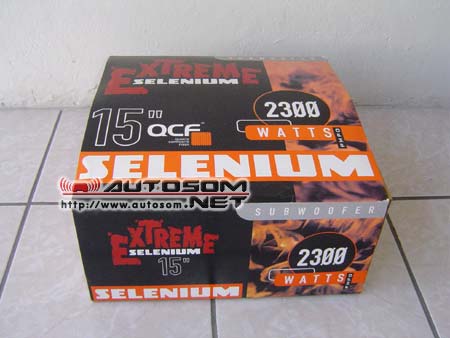 EXTREME
SELENIUM
15" QCF
2300
WATTS
SELENIUM
AUTOSOM.NET
http://www.autosom.net
SUBWOOFER
EXTREME
SELENIUM
15"
2300
WATTS
SELENIUM